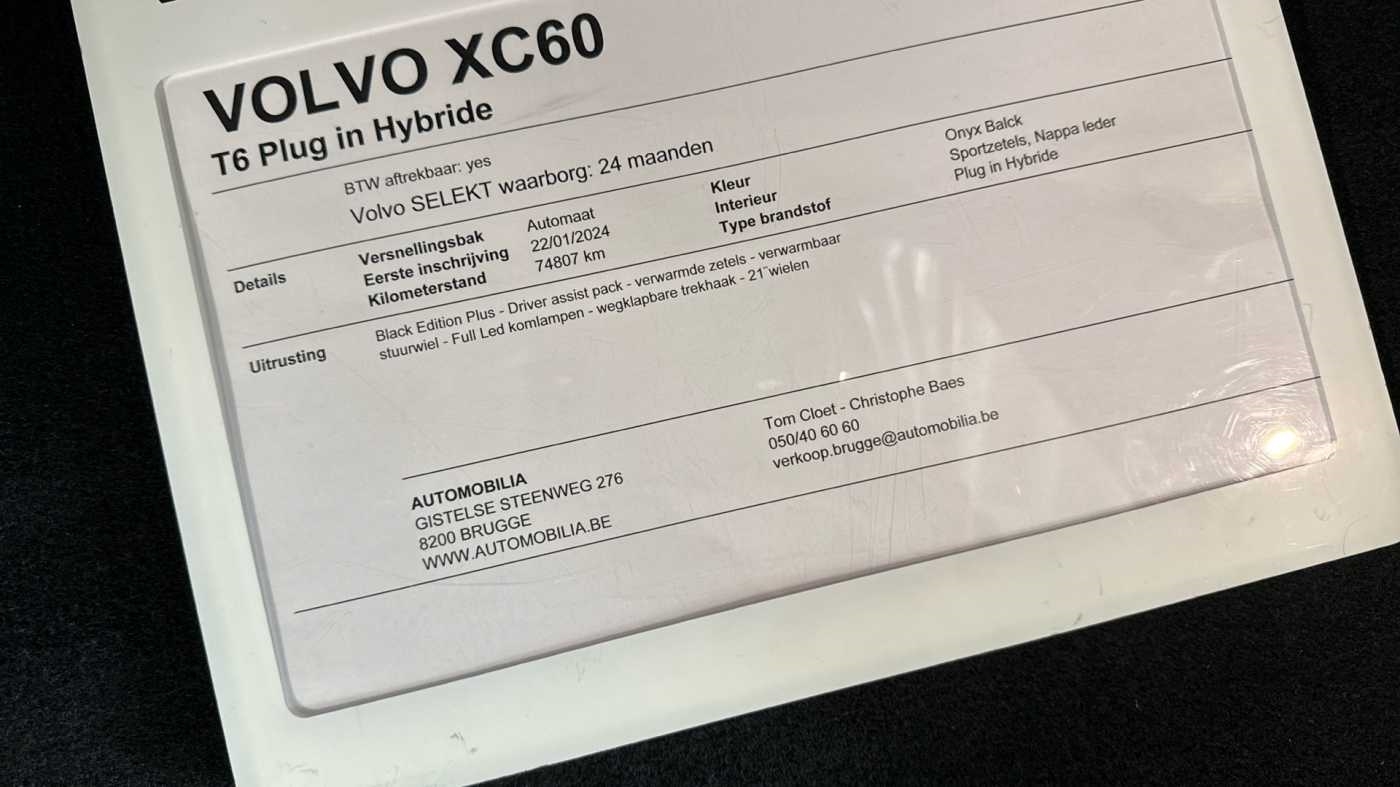 VOLVO XC60
T6 Plug in Hybride
BTW aftrekbaar: yes
Volvo SELEKT waarborg: 24 maanden
Details
Versnellingsbak Automaat
Eerste inschrijving 22/01/2024
Kilometerstand 74807 km
Kleur Onyx Balck
Interieur Sportzetels, Nappa leder
Type brandstof Plug in Hybride
Uitrusting
Black Edition Plus - Driver assist pack - verwarmde zetels - verwarmbaar
stuurwiel - Full Led komlampen - wegklapbare trekhaak - 21˝wielen
AUTOMOBILIA
GISTELSE STEENWEG 276
8200 BRUGGE
WWW.AUTOMOBILIA.BE
Tom Cloet - Christophe Baes
050/40 60 60
verkoop.brugge@automobilia.be